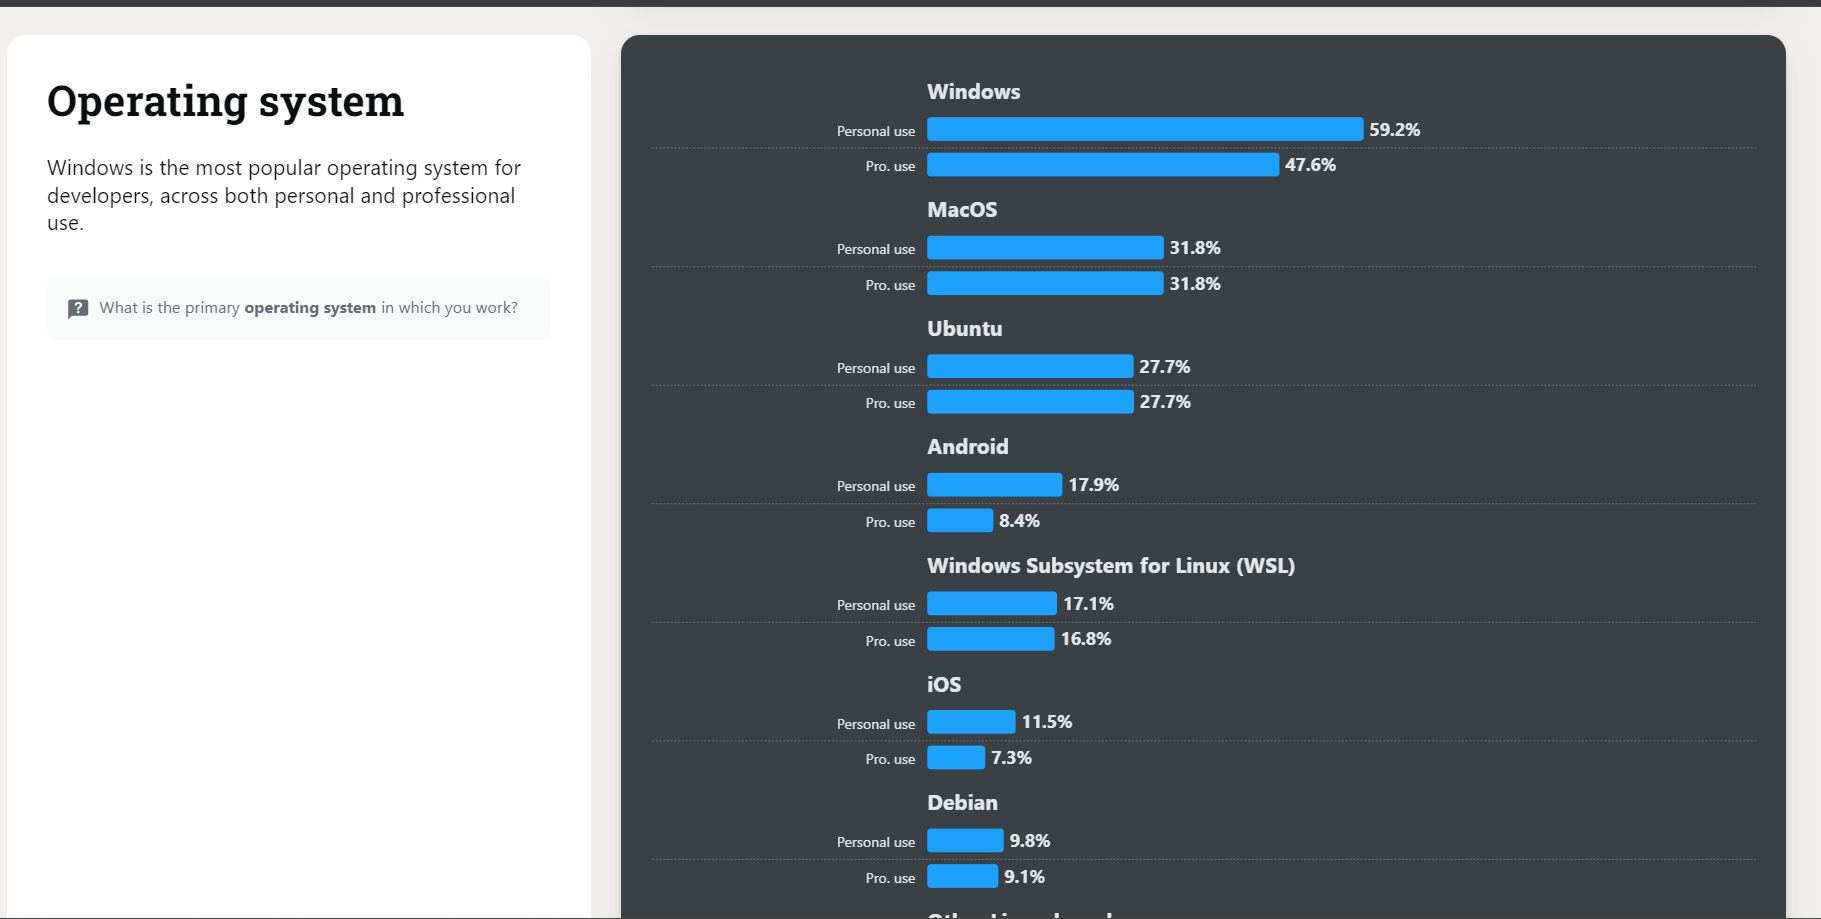 Operating system
Windows is the most popular operating system for
developers, across both personal and professional
use.
What is the primary operating system in which you work?
Windows
Personal use 59.2%
Pro. use 47.6%
MacOS
Personal use 31.8%
Pro. use 31.8%
Ubuntu
Personal use 27.7%
Pro. use 27.7%
Android
Personal use 17.9%
Pro. use 8.4%
Windows Subsystem for Linux (WSL)
Personal use 17.1%
Pro. use 16.8%
iOS
Personal use 11.5%
Pro. use 7.3%
Debian
Personal use 9.8%
Pro. use 9.1%